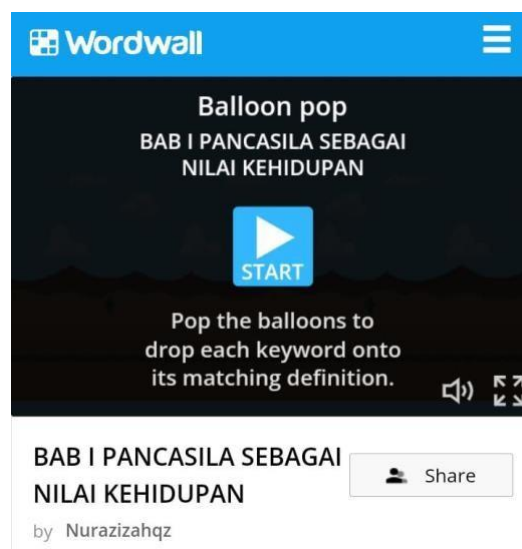 Wordwall
Balloon pop
BAB I PANCASILA SEBAGAI
NILAI KEHIDUPAN
START
Pop the balloons to
drop each keyword onto
its matching definition.
BAB I PANCASILA SEBAGAI
NILAI KEHIDUPAN
Share
by Nurazizahqz